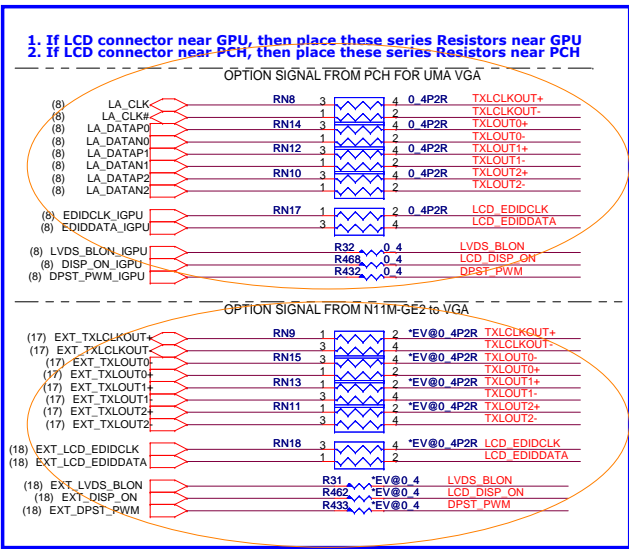 1. If LCD connector near GPU, then place these series Resistors near GPU
2. If LCD connector near PCH, then place these series Resistors near PCH
OPTION SIGNAL FROM PCH FOR UMA VGA
(8) LA_CLK RN8 3 4 0_4P2R TXLCLKOUT+
(8) LA_CLK# 1 2 TXLCLKOUT-
(8) LA_DATAP0 RN14 3 4 0_4P2R TXLOUT0+
(8) LA_DATAN0 1 2 TXLOUT0-
(8) LA_DATAP1 RN12 3 4 0_4P2R TXLOUT1+
(8) LA_DATAN1 1 2 TXLOUT1-
(8) LA_DATAP2 RN10 3 4 0_4P2R TXLOUT2+
(8) LA_DATAN2 1 2 TXLOUT2-
(8) EDIDCLK_IGPU RN17 1 2 0_4P2R LCD_EDIDCLK
(8) EDIDDATA_IGPU 3 4 LCD_EDIDDATA
(8) LVDS_BLON_IGPU R32 0_4 LVDS_BLON
(8) DISP_ON_IGPU R468 0_4 LCD_DISP_ON
(8) DPST_PWM_IGPU R432 0_4 DPST_PWM
OPTION SIGNAL FROM N11M-GE2 to VGA
(17) EXT_TXLCLKOUT+ RN9 1 2 *EV@0_4P2R TXLCLKOUT+
(17) EXT_TXLCLKOUT- 3 4 TXLCLKOUT-
(17) EXT_TXLOUT0- RN15 3 4 *EV@0_4P2R TXLOUT0-
(17) EXT_TXLOUT0+ 1 2 TXLOUT0+
(17) EXT_TXLOUT1+ RN13 1 2 *EV@0_4P2R TXLOUT1+
(17) EXT_TXLOUT1- 3 4 TXLOUT1-
(17) EXT_TXLOUT2+ RN11 1 2 *EV@0_4P2R TXLOUT2+
(17) EXT_TXLOUT2- 3 4 TXLOUT2-
(18) EXT_LCD_EDIDCLK RN18 3 4 *EV@0_4P2R LCD_EDIDCLK
(18) EXT_LCD_EDIDDATA 1 2 LCD_EDIDDATA
(18) EXT_LVDS_BLON R31 *EV@0_4 LVDS_BLON
(18) EXT_DISP_ON R462 *EV@0_4 LCD_DISP_ON
(18) EXT_DPST_PWM R433 *EV@0_4 DPST_PWM